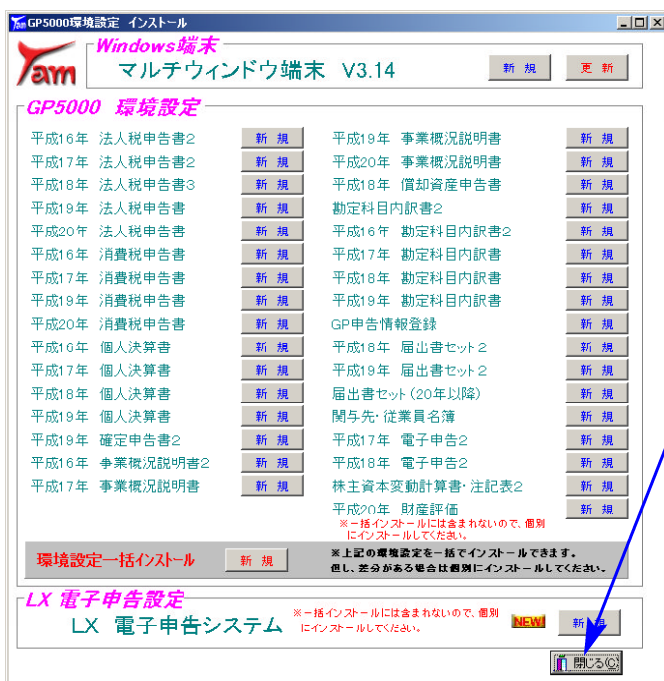 GP5000環境設定 インストール
Yam
Windows端末
マルチウィンドウ端末 V3.14 新 規 更 新
GP5000 環境設定
平成16年 法人税申告書2 新 規
平成17年 法人税申告書2 新 規
平成18年 法人税申告書3 新 規
平成19年 法人税申告書 新 規
平成20年 法人税申告書 新 規
平成16年 消費税申告書 新 規
平成17年 消費税申告書 新 規
平成19年 消費税申告書 新 規
平成20年 消費税申告書 新 規
平成16年 個人決算書 新 規
平成17年 個人決算書 新 規
平成18年 個人決算書 新 規
平成19年 個人決算書 新 規
平成19年 確定申告書2 新 規
平成16年 事業概況説明書2 新 規
平成17年 事業概況説明書 新 規
平成19年 事業概況説明書 新 規
平成20年 事業概況説明書 新 規
平成18年 償却資産申告書 新 規
勘定科目内訳書2 新 規
平成16年 勘定科目内訳書2 新 規
平成17年 勘定科目内訳書 新 規
平成18年 勘定科目内訳書 新 規
平成19年 勘定科目内訳書 新 規
GP申告情報登録 新 規
平成18年 届出書セット2 新 規
平成19年 届出書セット2 新 規
届出書セット(20年以降) 新 規
関与先・従業員名簿 新 規
平成17年 電子申告2 新 規
平成18年 電子申告2 新 規
株主資本変動計算書・注記表2 新 規
平成20年 財産評価 新 規
※一括インストールには含まれないので、個別
にインストールしてください。
環境設定一括インストール 新 規
※上記の環境設定を一括でインストールできます。
但し、差分がある場合は個別にインストールしてください。
LX 電子申告設定
LX 電子申告システム
※一括インストールには含まれないので、個別
にインストールしてください。
NEW! 新 規
閉じる(C)